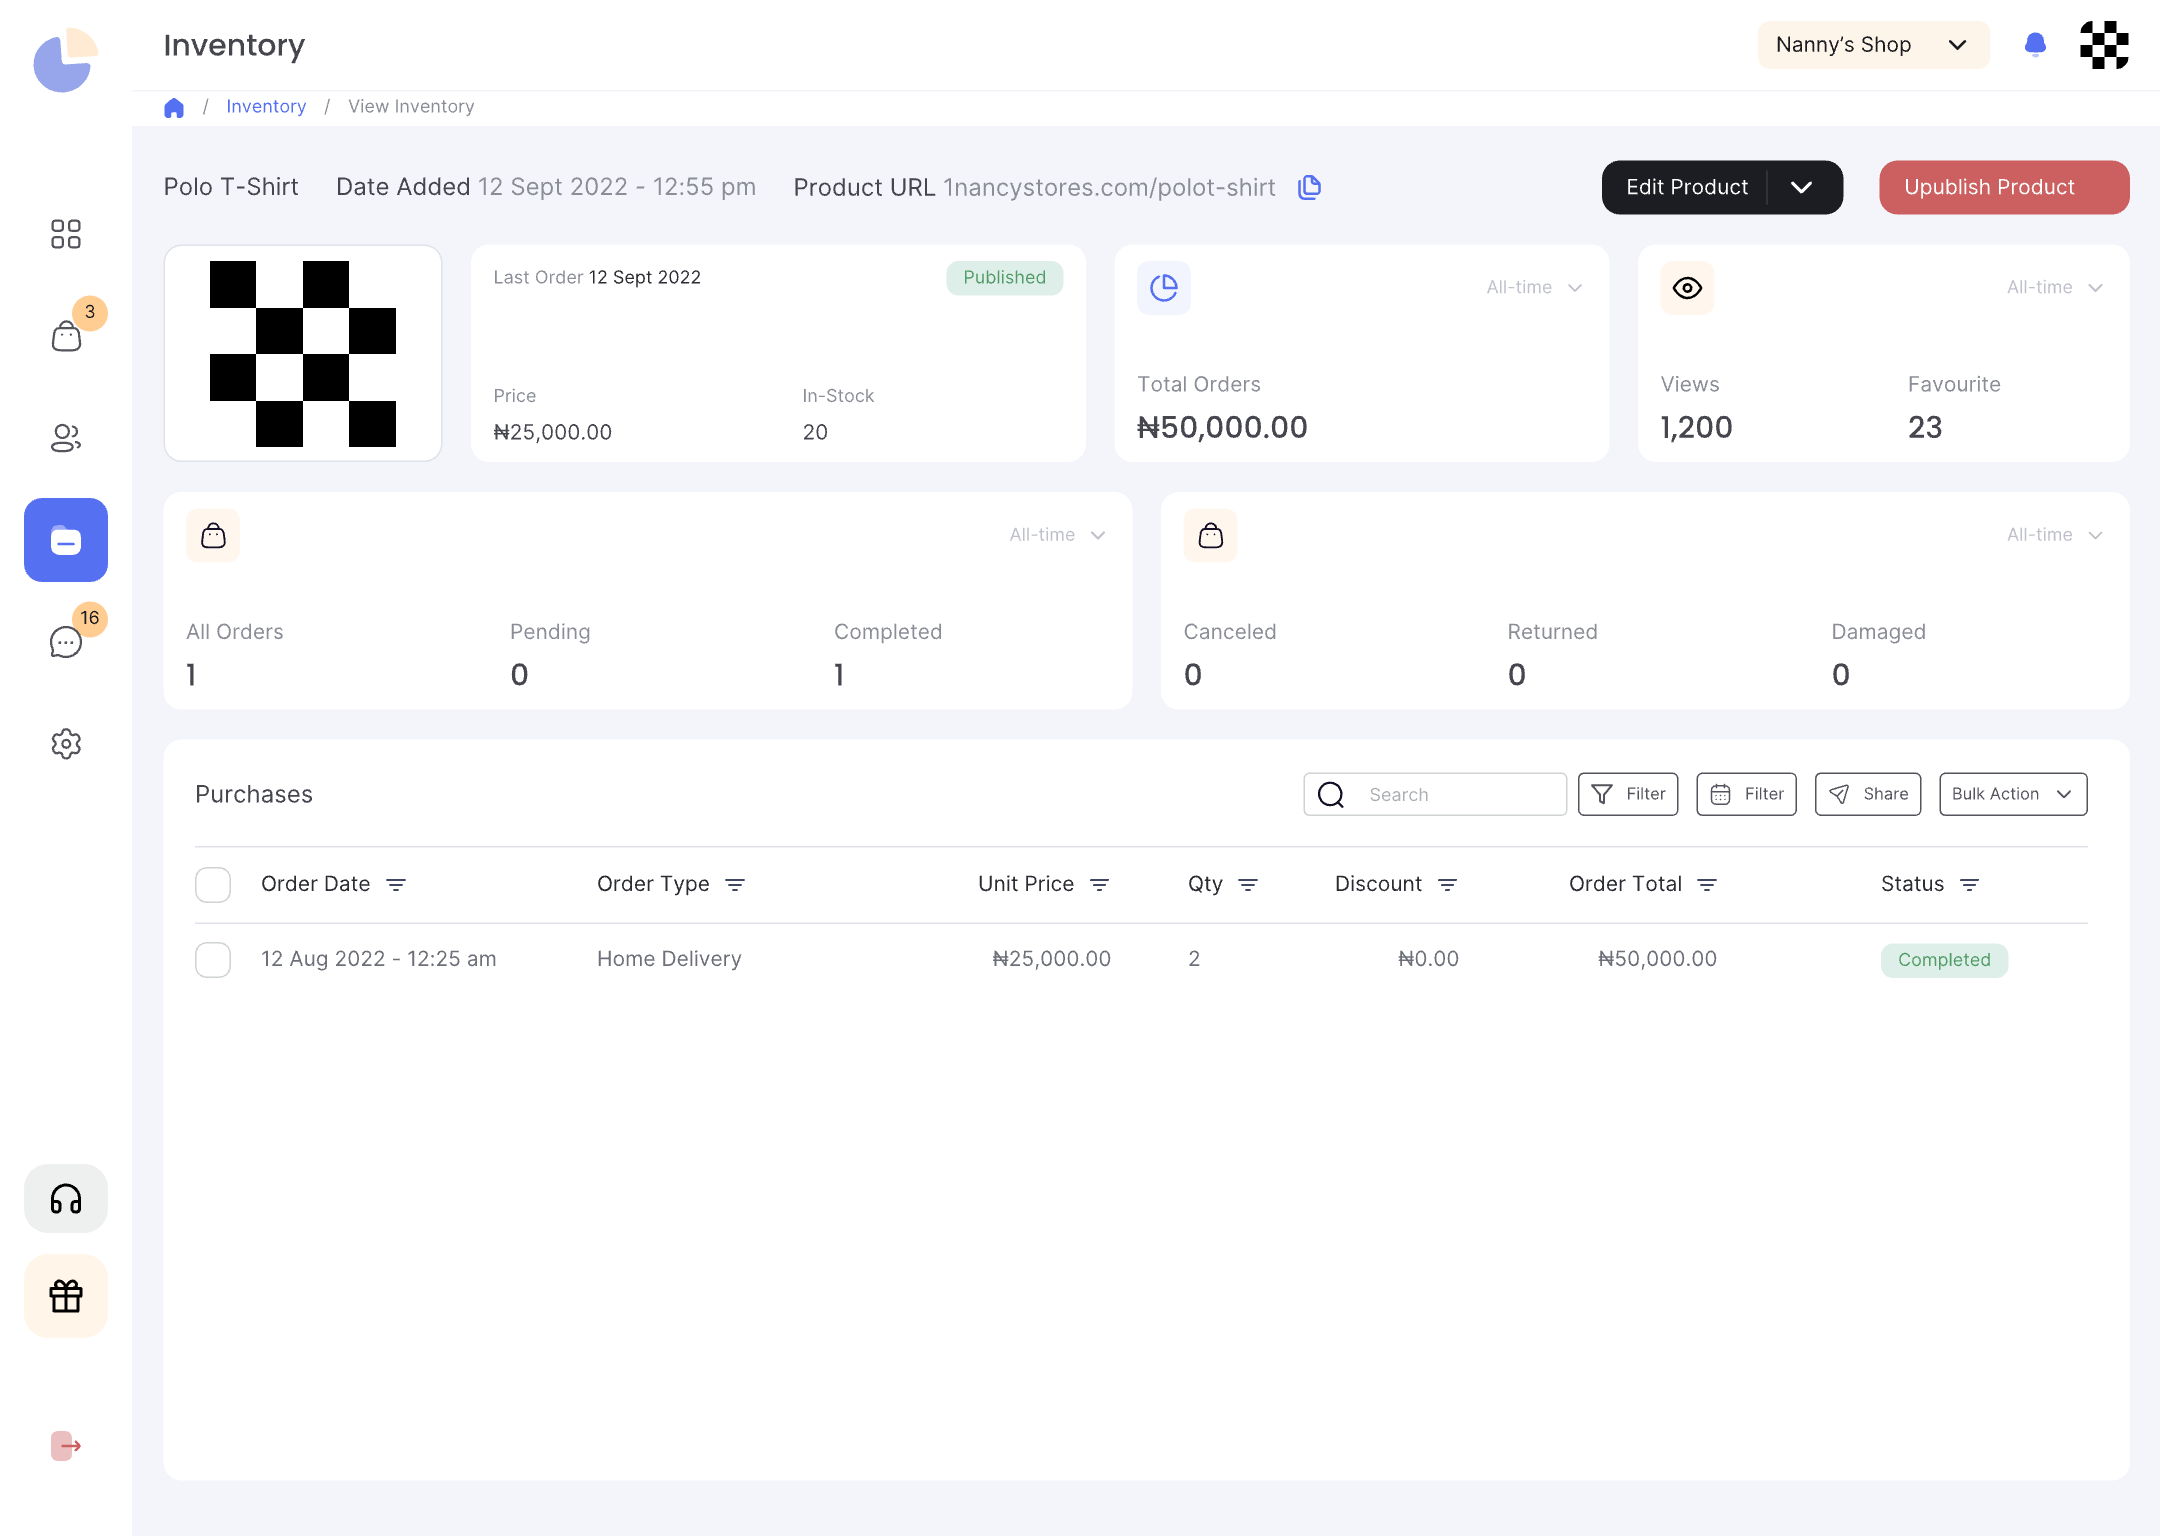 Inventory
Nanny’s Shop
/ Inventory / View Inventory
Polo T-Shirt
Date Added 12 Sept 2022 - 12:55 pm
Product URL 1nancystores.com/polot-shirt
Edit Product
Upublish Product
3
16
Last Order 12 Sept 2022
Published
Price
₦25,000.00
In-Stock
20
All-time
Total Orders
₦50,000.00
All-time
Views
1,200
Favourite
23
All-time
All Orders
1
Pending
0
Completed
1
All-time
Canceled
0
Returned
0
Damaged
0
Purchases
Search
Filter
Filter
Share
Bulk Action
Order Date Order Type Unit Price Qty Discount Order Total Status
12 Aug 2022 - 12:25 am Home Delivery ₦25,000.00 2 ₦0.00 ₦50,000.00 Completed